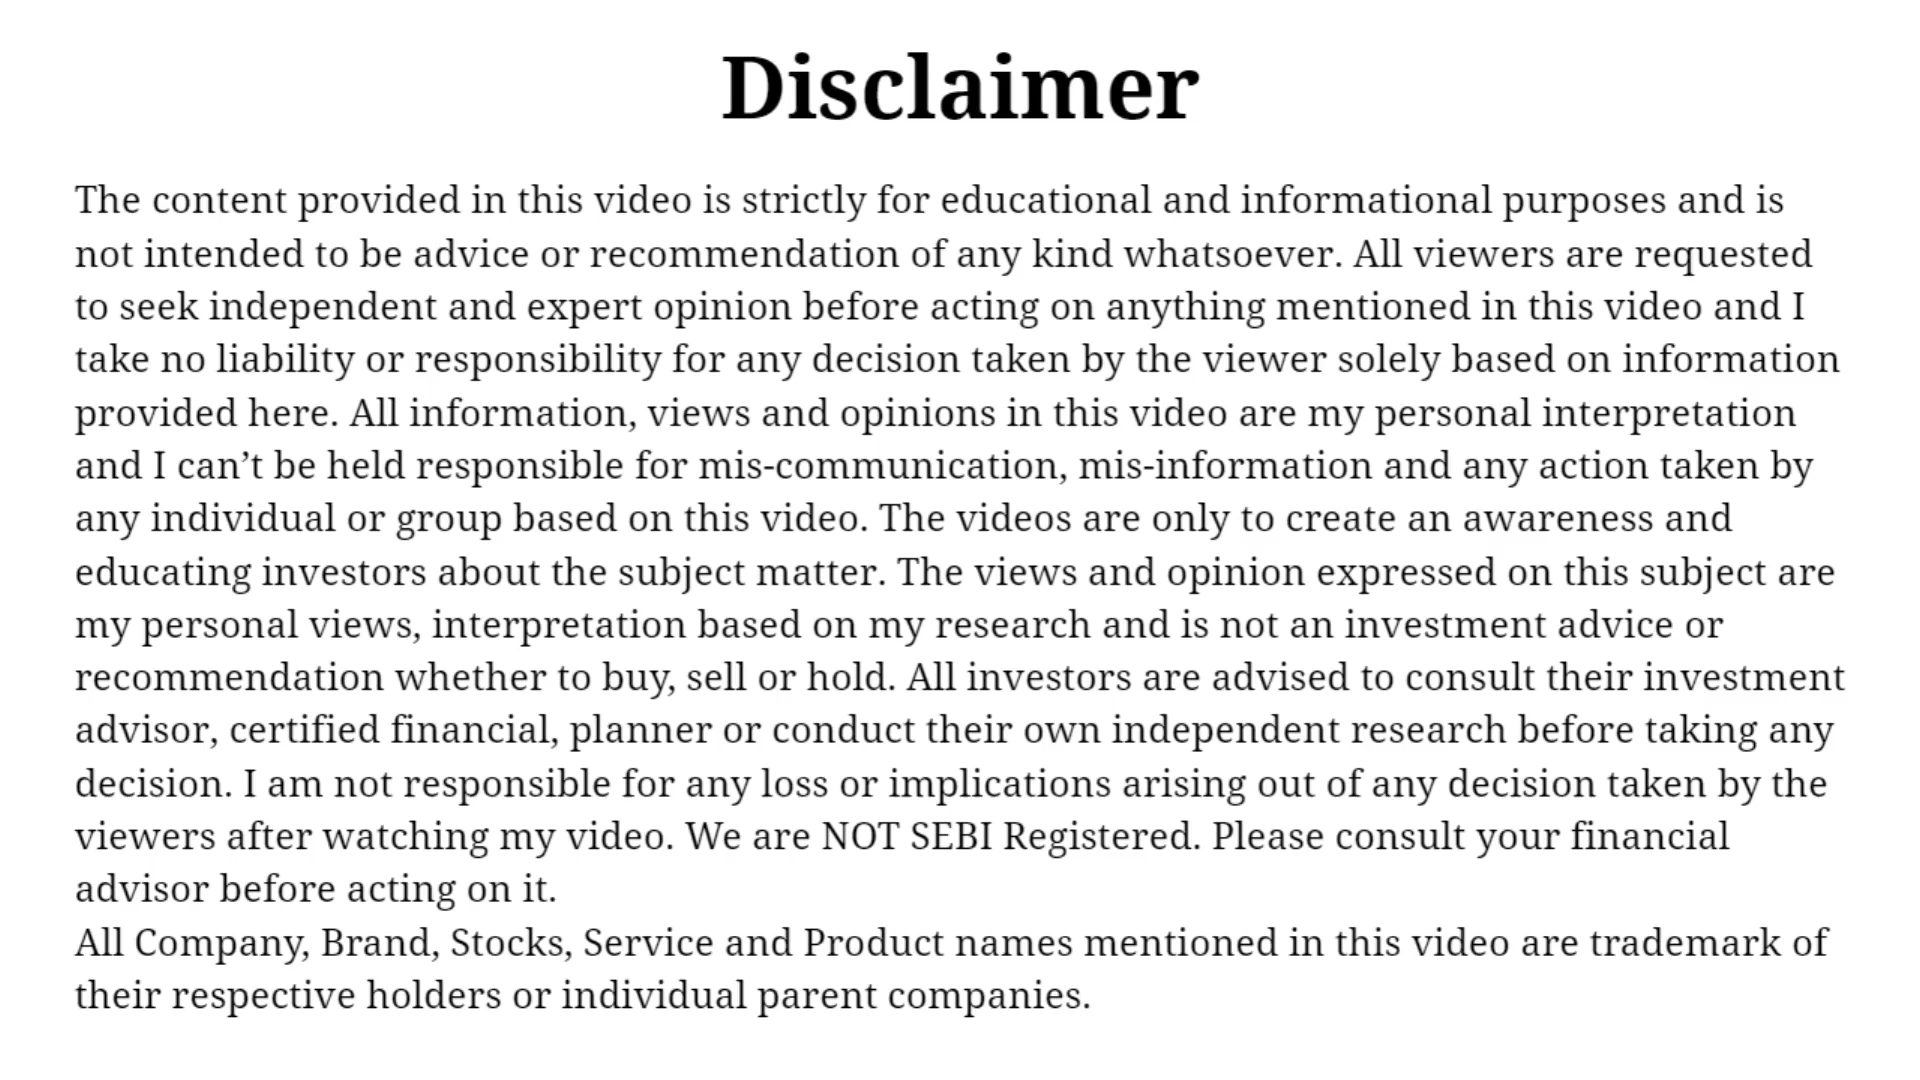 Disclaimer
The content provided in this video is strictly for educational and informational purposes and is
not intended to be advice or recommendation of any kind whatsoever. All viewers are requested
to seek independent and expert opinion before acting on anything mentioned in this video and I
take no liability or responsibility for any decision taken by the viewer solely based on information
provided here. All information, views and opinions in this video are my personal interpretation
and I can’t be held responsible for mis-communication, mis-information and any action taken by
any individual or group based on this video. The videos are only to create an awareness and
educating investors about the subject matter. The views and opinion expressed on this subject are
my personal views, interpretation based on my research and is not an investment advice or
recommendation whether to buy, sell or hold. All investors are advised to consult their investment
advisor, certified financial, planner or conduct their own independent research before taking any
decision. I am not responsible for any loss or implications arising out of any decision taken by the
viewers after watching my video. We are NOT SEBI Registered. Please consult your financial
advisor before acting on it.
All Company, Brand, Stocks, Service and Product names mentioned in this video are trademark of
their respective holders or individual parent companies.